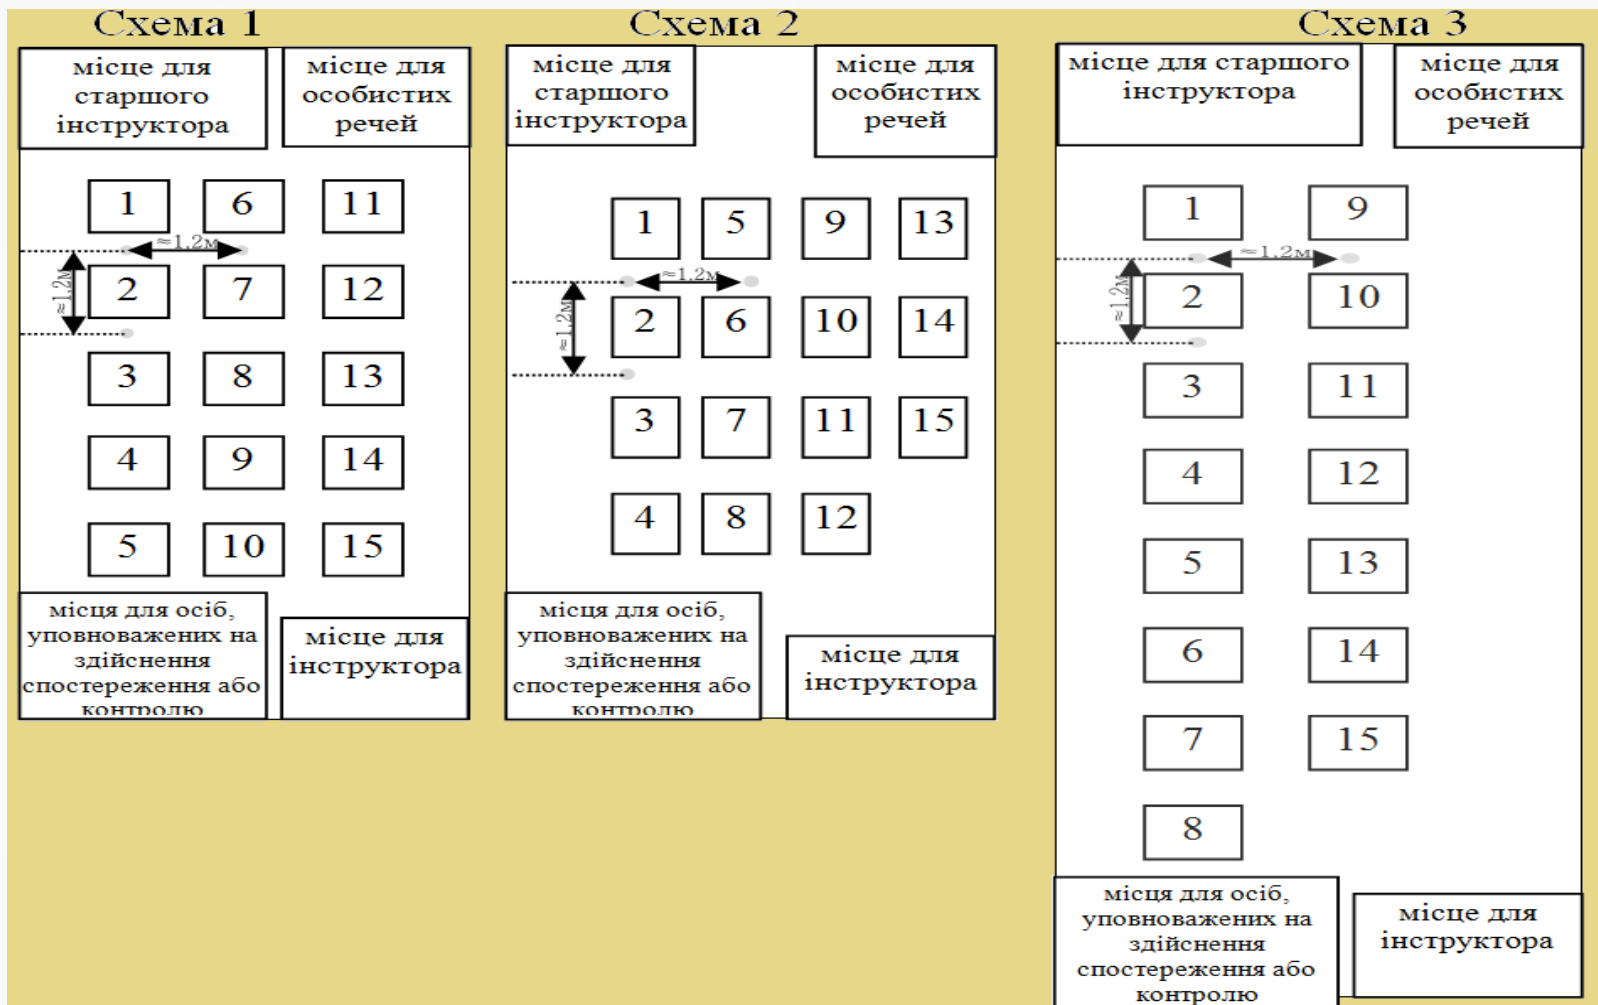 Схема 1
місце для
старшого
інструктора
місце для
особистих
речей
1 6 11
≈1,2м
≈1,2м
2 7 12
3 8 13
4 9 14
5 10 15
місця для осіб,
уповноважених на
здійснення
спостереження або
контролю
місце для
інструктора
Схема 2
місце для
старшого
інструктора
місце для
особистих
речей
1 5 9 13
≈1,2м
≈1,2м
2 6 10 14
3 7 11 15
4 8 12
місця для осіб,
уповноважених на
здійснення
спостереження або
контролю
місце для
інструктора
Схема 3
місце для старшого
інструктора
місце для
особистих
речей
1 9
≈1,2м
≈1,2м
2 10
3 11
4 12
5 13
6 14
7 15
8
місця для осіб,
уповноважених на
здійснення
спостереження або
контролю
місце для
інструктора